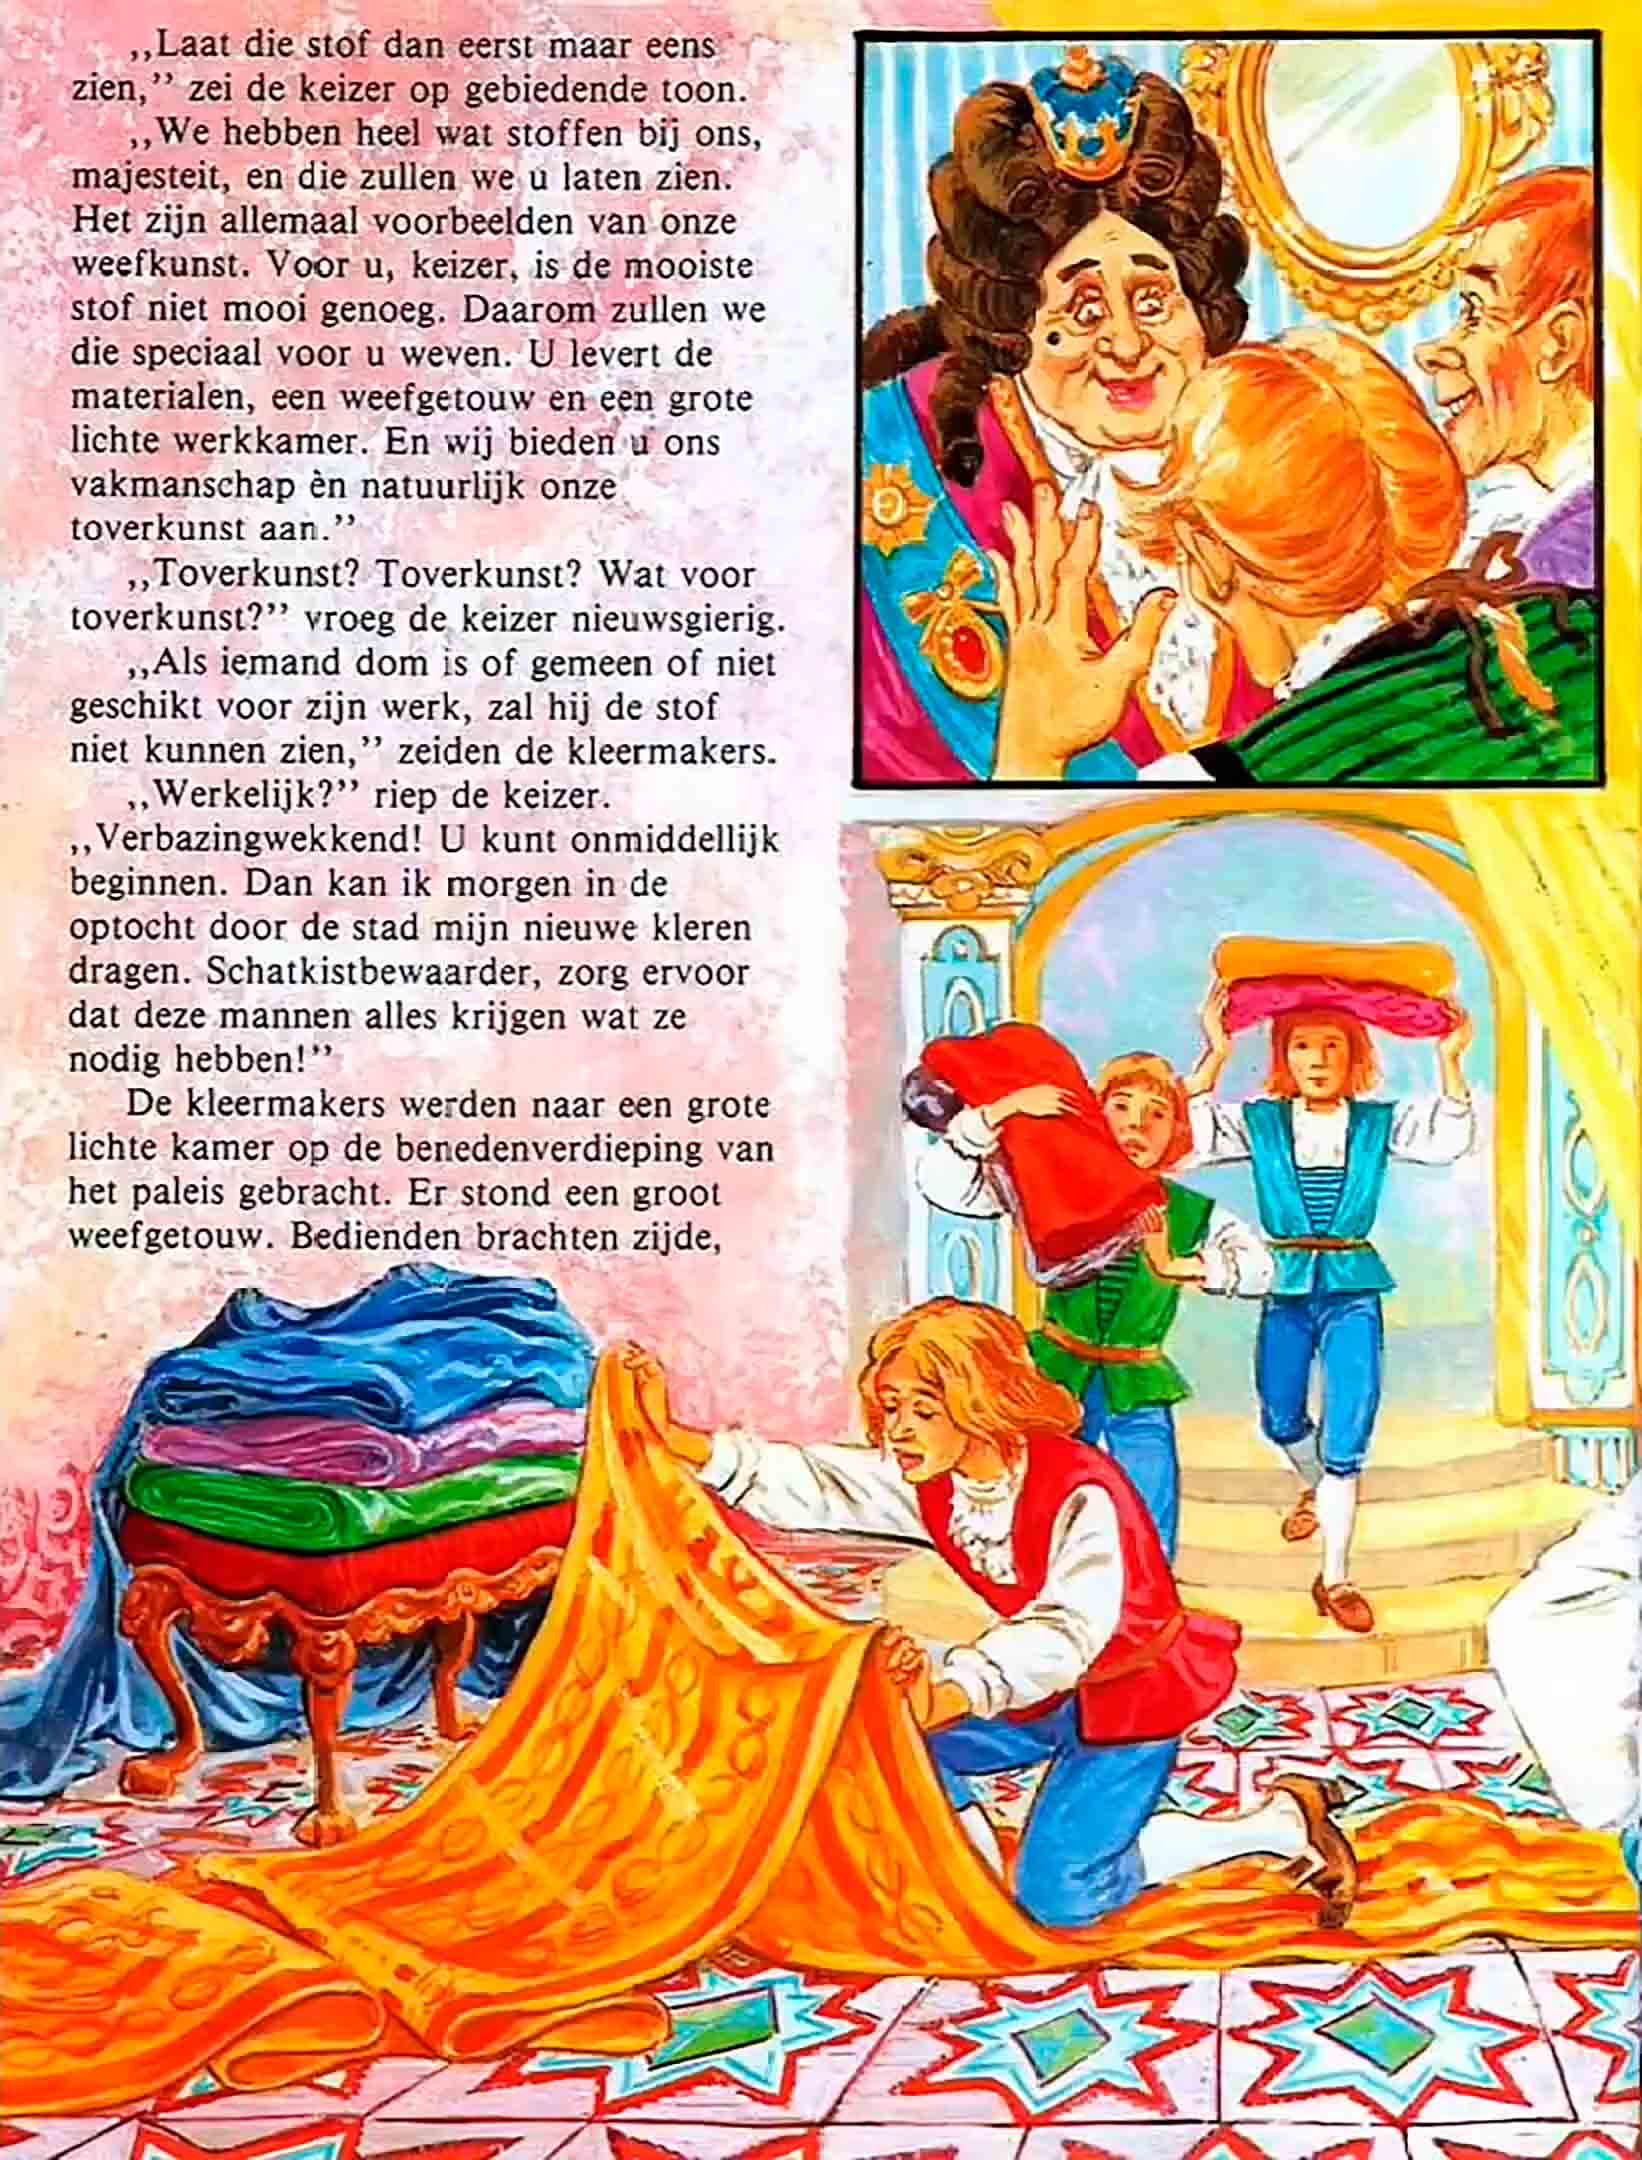 ,,Laat die stof dan eerst maar eens
zien,’’ zei de keizer op gebiedende toon.
,,We hebben heel wat stoffen bij ons,
majesteit, en die zullen we u laten zien.
Het zijn allemaal voorbeelden van onze
weefkunst. Voor u, keizer, is de mooiste
stof niet mooi genoeg. Daarom zullen we
die speciaal voor u weven. U levert de
materialen, een weefgetouw en een grote
lichte werkkamer. En wij bieden u ons
vakmanschap èn natuurlijk onze
toverkunst aan.’’
,,Toverkunst? Toverkunst? Wat voor
toverkunst?’’ vroeg de keizer nieuwsgierig.
,,Als iemand dom is of gemeen of niet
geschikt voor zijn werk, zal hij de stof
niet kunnen zien,’’ zeiden de kleermakers.
,,Werkelijk?’’ riep de keizer.
,,Verbazingwekkend! U kunt onmiddellijk
beginnen. Dan kan ik morgen in de
optocht door de stad mijn nieuwe kleren
dragen. Schatkistbewaarder, zorg ervoor
dat deze mannen alles krijgen wat ze
nodig hebben!’’
De kleermakers werden naar een grote
lichte kamer op de benedenverdieping van
het paleis gebracht. Er stond een groot
weefgetouw. Bedienden brachten zijde,